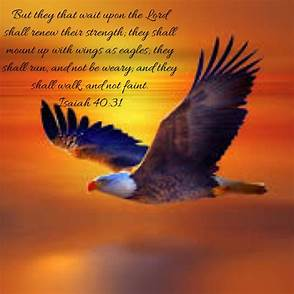 But they that wait upon the Lord
shall renew their strength; they shall
mount up with wings as eagles; they
shall run, and not be weary; and they
shall walk, and not faint.
Isaiah 40:31